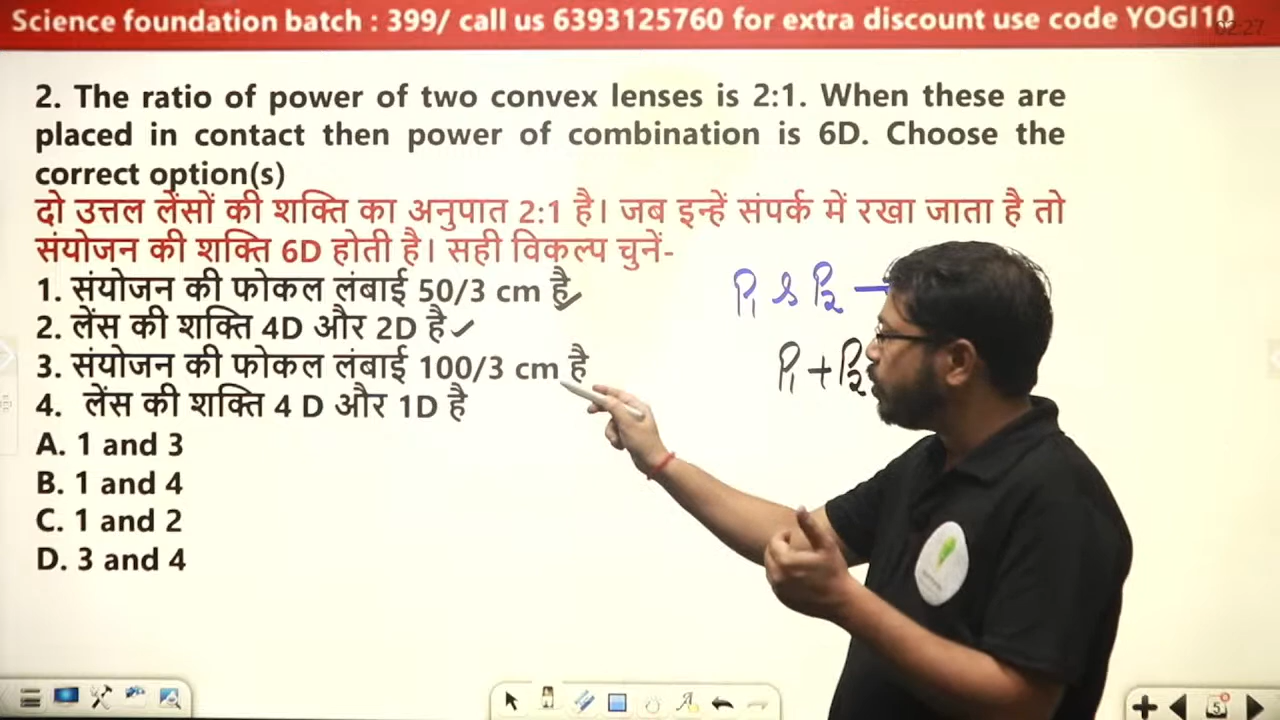 Science foundation batch : 399/ call us 6393125760 for extra discount use code YOGI10
02:27
2. The ratio of power of two convex lenses is 2:1. When these are
placed in contact then power of combination is 6D. Choose the
correct option(s)
दो उत्तल लेंसों की शक्ति का अनुपात 2:1 है। जब इन्हें संपर्क में रखा जाता है तो
संयोजन की शक्ति 6D होती है। सही विकल्प चुनें-
1. संयोजन की फोकल लंबाई 50/3 cm है
P₁ & P₂ —
2. लेंस की शक्ति 4D और 2D है
3. संयोजन की फोकल लंबाई 100/3 cm है
P₁ + P₂
4. लेंस की शक्ति 4 D और 1D है
A. 1 and 3
B. 1 and 4
C. 1 and 2
D. 3 and 4
5